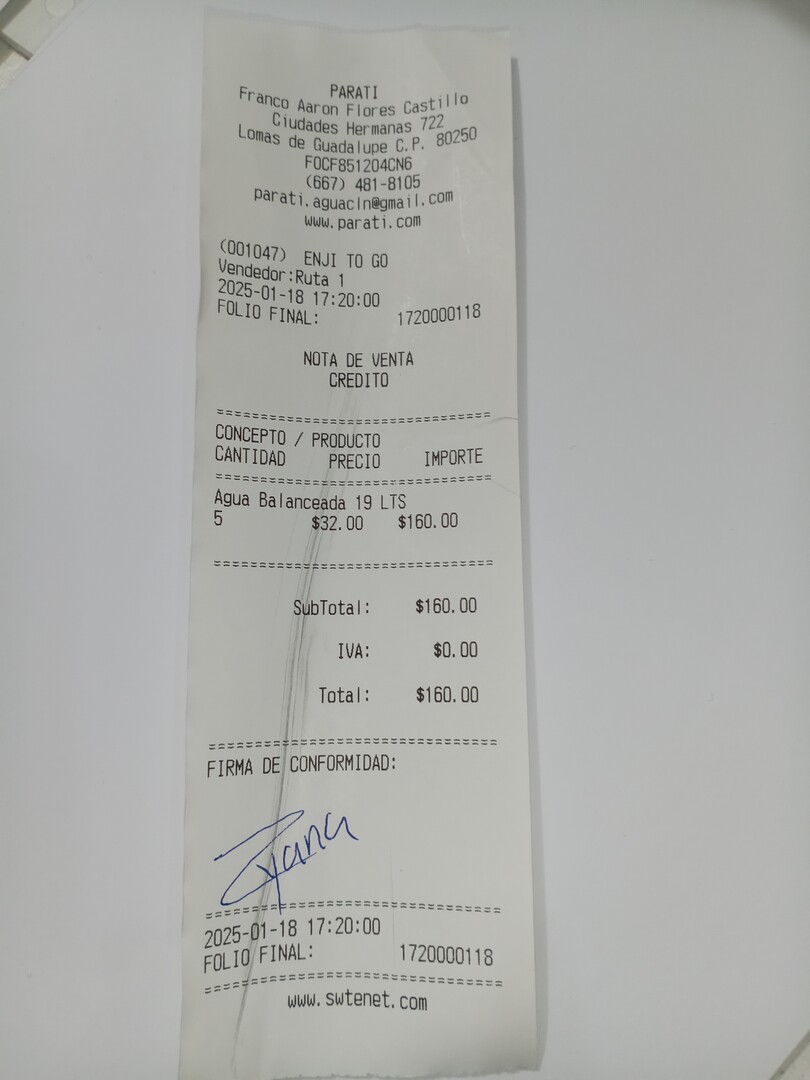 PARATI
Franco Aaron Flores Castillo
Ciudades Hermanas 722
Lomas de Guadalupe C.P. 80250
FOCF851204CN6
(667) 481-8105
parati.aguacln@gmail.com
www.parati.com
(001047) ENJI TO GO
Vendedor:Ruta 1
2025-01-18 17:20:00
FOLIO FINAL: 1720000118
NOTA DE VENTA
CREDITO
===============================
CONCEPTO / PRODUCTO
CANTIDAD PRECIO IMPORTE
===============================
Agua Balanceada 19 LTS
5 $32.00 $160.00
===============================
SubTotal: $160.00
IVA: $0.00
Total: $160.00
===============================
FIRMA DE CONFORMIDAD:
===============================
2025-01-18 17:20:00
FOLIO FINAL: 1720000118
===============================
www.swtenet.com